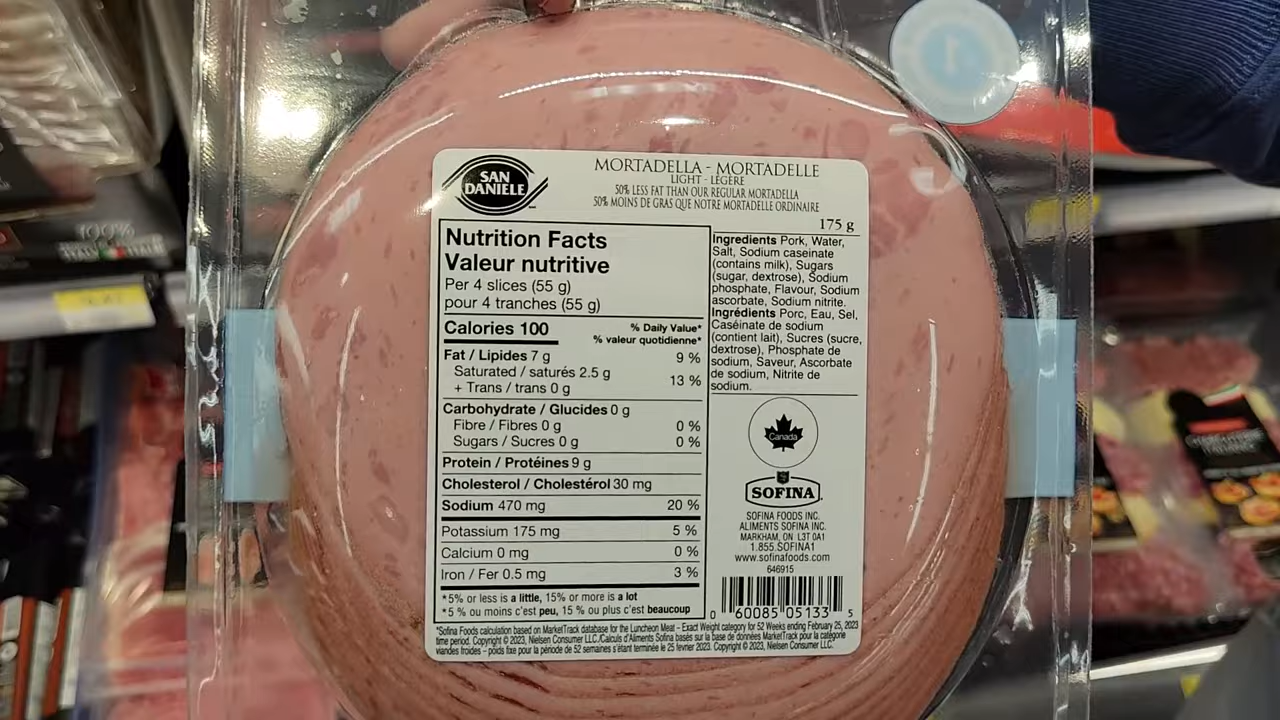 SAN
DANIELE
MORTADELLA - MORTADELLE
LIGHT - LÉGÈRE
50% LESS FAT THAN OUR REGULAR MORTADELLA
50% MOINS DE GRAS QUE NOTRE MORTADELLE ORDINAIRE
175 g
Nutrition Facts
Valeur nutritive
Per 4 slices (55 g)
pour 4 tranches (55 g)
Calories 100
% Daily Value*
% valeur quotidienne*
Fat / Lipides 7 g 9 %
Saturated / saturés 2.5 g
+ Trans / trans 0 g 13 %
Carbohydrate / Glucides 0 g
Fibre / Fibres 0 g 0 %
Sugars / Sucres 0 g 0 %
Protein / Protéines 9 g
Cholesterol / Cholestérol 30 mg
Sodium 470 mg 20 %
Potassium 175 mg 5 %
Calcium 0 mg 0 %
Iron / Fer 0.5 mg 3 %
*5% or less is a little, 15% or more is a lot
*5 % ou moins c'est peu, 15 % ou plus c'est beaucoup
Ingredients Pork, Water,
Salt, Sodium caseinate
(contains milk), Sugars
(sugar, dextrose), Sodium
phosphate, Flavour, Sodium
ascorbate, Sodium nitrite.
Ingrédients Porc, Eau, Sel,
Caséinate de sodium
(contient lait), Sucres (sucre,
dextrose), Phosphate de
sodium, Saveur, Ascorbate
de sodium, Nitrite de
sodium.
Canada
SOFINA
SOFINA FOODS INC.
ALIMENTS SOFINA INC.
MARKHAM, ON L3T 0A1
1.855.SOFINA1
www.sofinafoods.com
646915
0 60085 05133 5
*Sofina Foods calculation based on MarketTrack database for the Luncheon Meat – Exact Weight category for 52 Weeks ending February 25, 2023
time period. Copyright © 2023, Nielsen Consumer LLC./Calculs d'Aliments Sofina basés sur la base de données MarketTrack pour la catégorie
viandes froides – poids fixe pour la période de 52 semaines s'étant terminée le 25 février 2023. Copyright © 2023, Nielsen Consumer LLC.
100%